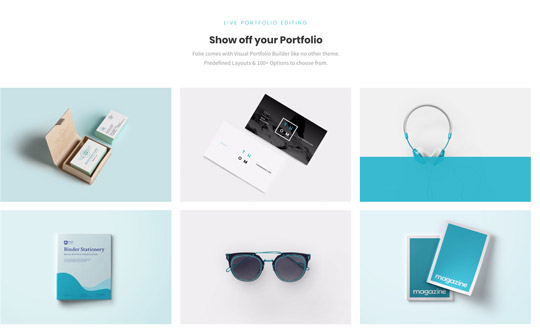 LIVE PORTFOLIO EDITING
Show off your Portfolio
Folio comes with Visual Portfolio Builder like no other theme.
Predefined Layouts & 100+ Options to choose from.
T H
O M
Binder Stationery
magazine
magazine